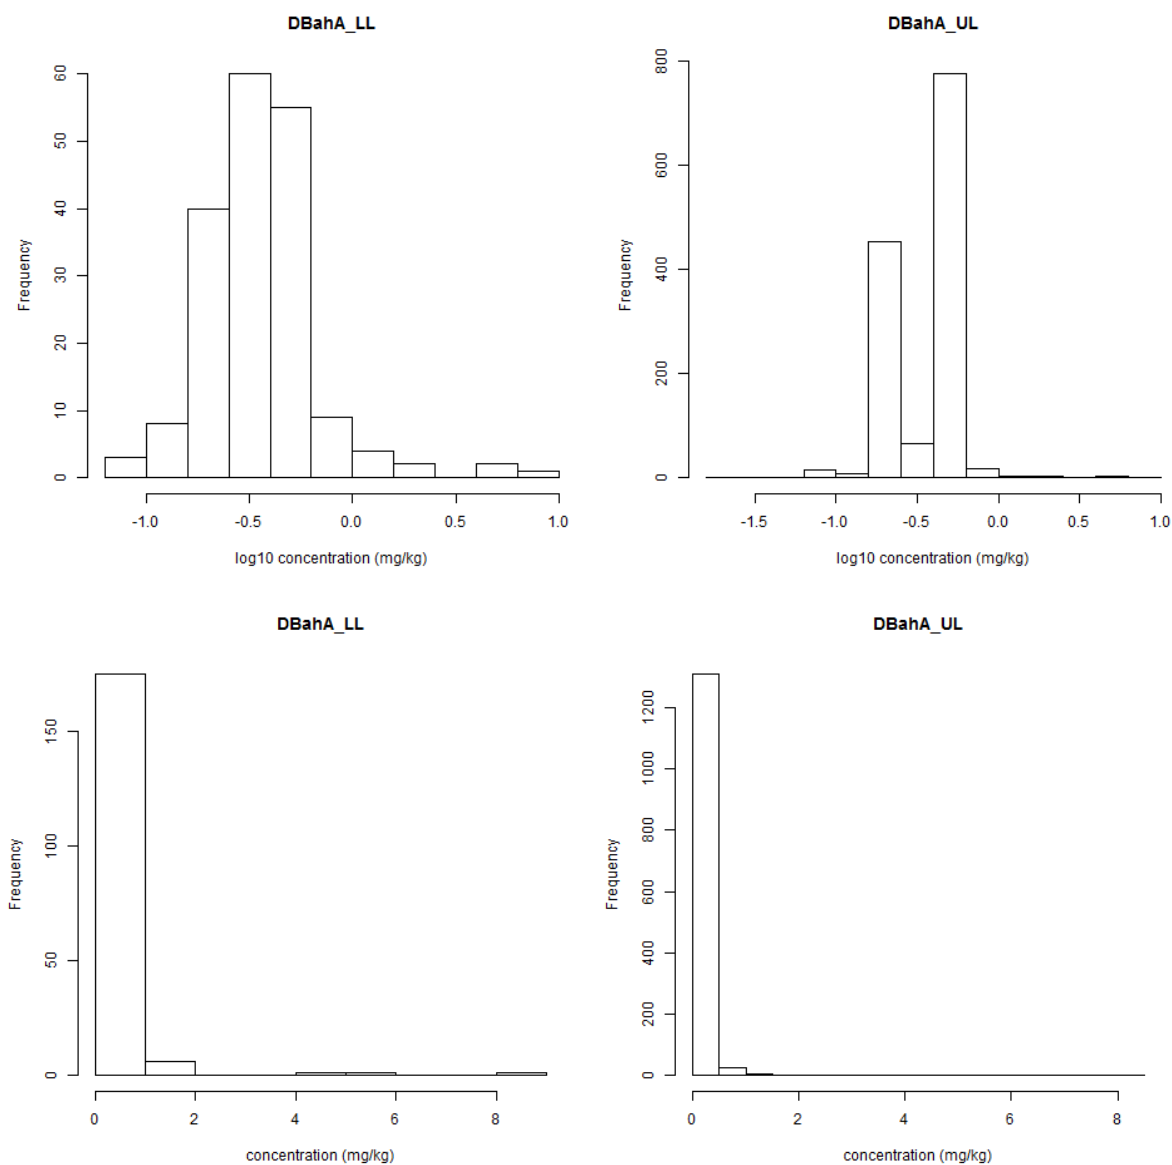 DBahA_LL
Frequency
60
50
40
30
20
10
0
-1.0 -0.5 0.0 0.5 1.0
log10 concentration (mg/kg)
DBahA_UL
Frequency
800
600
400
200
0
-1.5 -1.0 -0.5 0.0 0.5 1.0
log10 concentration (mg/kg)
DBahA_LL
Frequency
150
100
50
0
0 2 4 6 8
concentration (mg/kg)
DBahA_UL
Frequency
1200
1000
800
600
400
200
0
0 2 4 6 8
concentration (mg/kg)